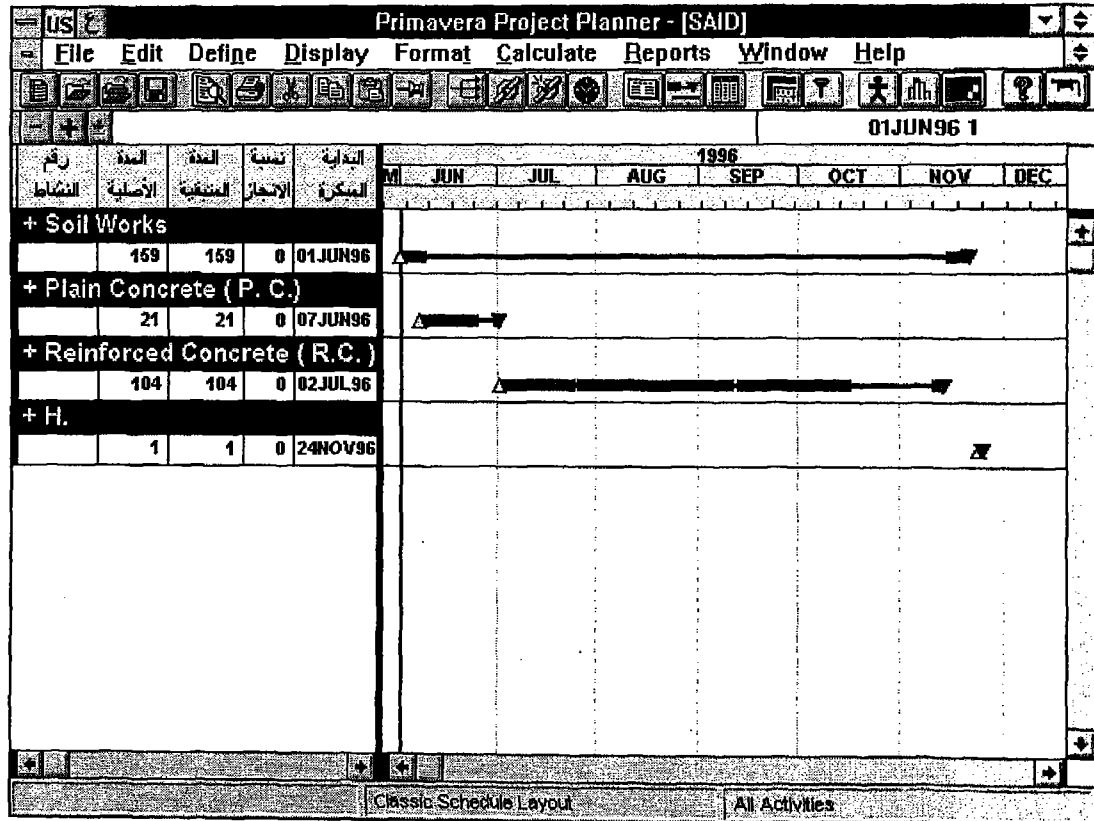 US ع Primavera Project Planner - [SAID]
File Edit Define Display Format Calculate Reports Window Help
01JUN96 1
رقم المدة المدة نسبة البداية
النشاط الأصلية المتبقية الإنجاز المبكرة
1996
M JUN JUL AUG SEP OCT NOV DEC
+ Soil Works
159 159 0 01JUN96
+ Plain Concrete ( P. C.)
21 21 0 07JUN96
+ Reinforced Concrete ( R.C. )
104 104 0 02JUL96
+ H.
1 1 0 24NOV96
Classic Schedule Layout All Activities